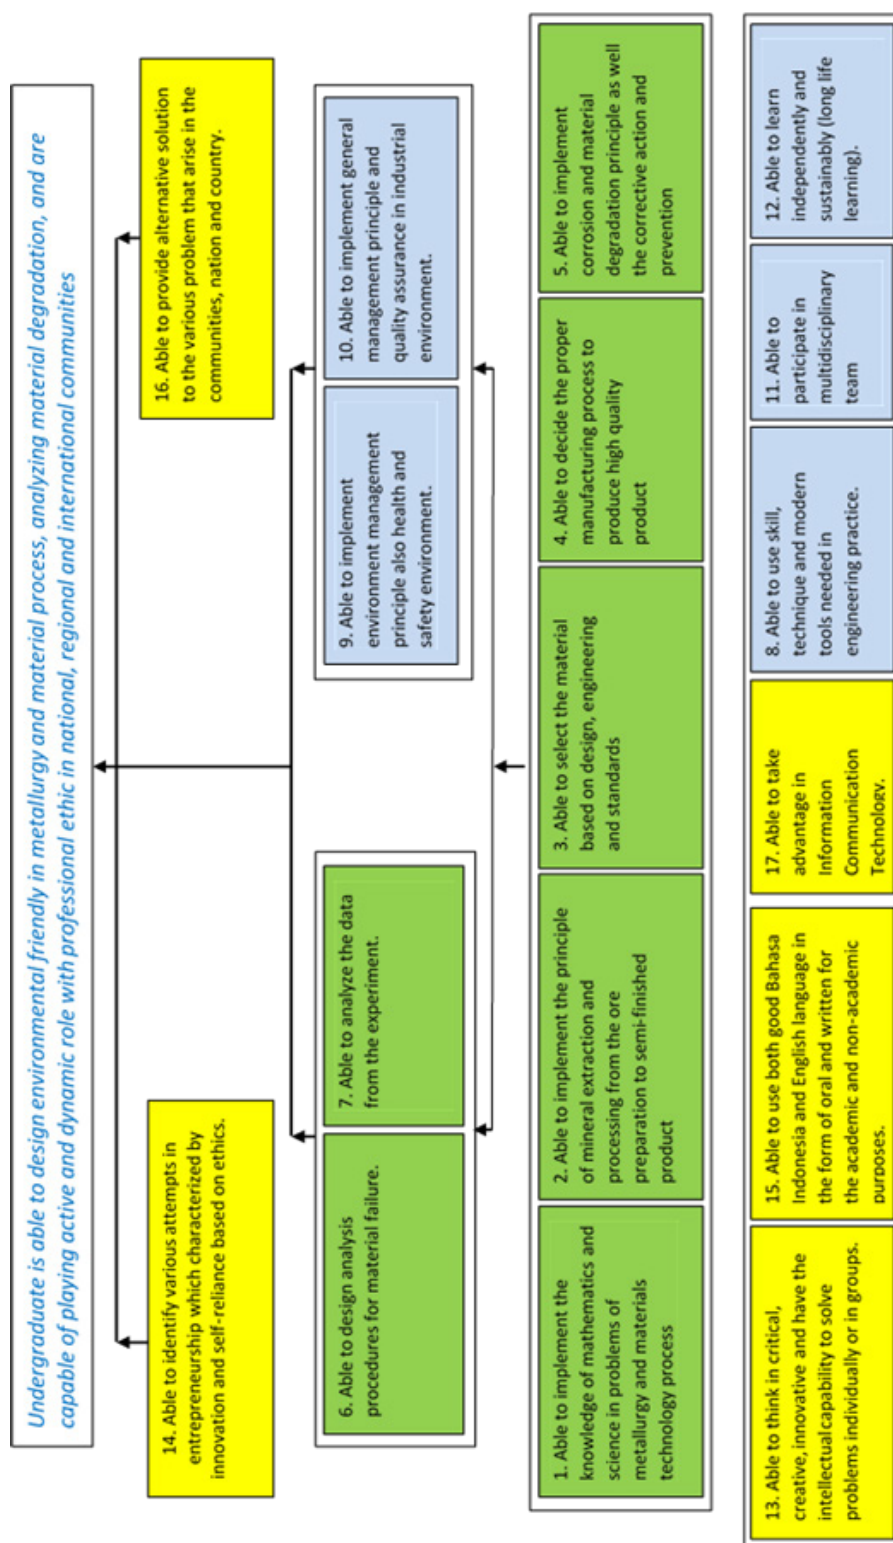 Undergraduate is able to design environmental friendly in metallurgy and material process, analyzing material degradation, and are
capable of playing active and dynamic role with professional ethic in national, regional and international communities
14. Able to identify various attempts in
entrepreneurship which characterized by
innovation and self-reliance based on ethics.
16. Able to provide alternative solution
to the various problem that arise in the
communities, nation and country.
6. Able to design analysis
procedures for material failure.
7. Able to analyze the data
from the experiment.
9. Able to implement
environment management
principle also health and
safety environment.
10. Able to implement general
management principle and
quality assurance in industrial
environment.
1. Able to implement the
knowledge of mathematics and
science in problems of
metallurgy and materials
technology process
2. Able to implement the principle
of mineral extraction and
processing from the ore
preparation to semi-finished
product
3. Able to select the material
based on design, engineering
and standards
4. Able to decide the proper
manufacturing process to
produce high quality
product
5. Able to implement
corrosion and material
degradation principle as well
the corrective action and
prevention
13. Able to think in critical,
creative, innovative and have the
intellectual capability to solve
problems individually or in groups.
15. Able to use both good Bahasa
Indonesia and English language in
the form of oral and written for
the academic and non-academic
purposes.
17. Able to take
advantage in
Information
Communication
Technology.
8. Able to use skill,
technique and modern
tools needed in
engineering practice.
11. Able to
participate in
multidisciplinary
team
12. Able to learn
independently and
sustainably (long life
learning).